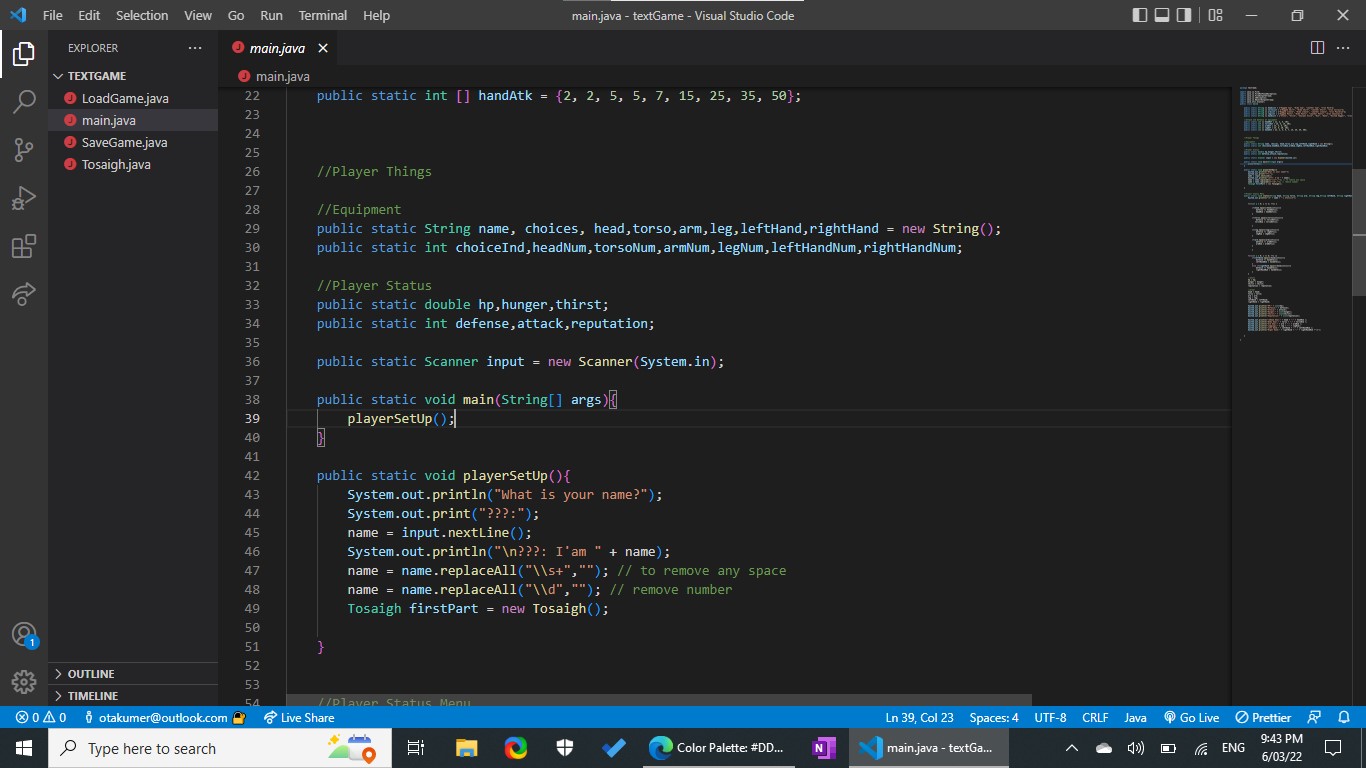 File Edit Selection View Go Run Terminal Help main.java - textGame - Visual Studio Code
EXPLORER
main.java
TEXTGAME
main.java
LoadGame.java
main.java
SaveGame.java
Tosaigh.java
22 public static int [] handAtk = {2, 2, 5, 5, 7, 15, 25, 35, 50};
23
24
25
26 //Player Things
27
28 //Equipment
29 public static String name, choices, head,torso,arm,leg,leftHand,rightHand = new String();
30 public static int choiceInd,headNum,torsoNum,armNum,legNum,leftHandNum,rightHandNum;
31
32 //Player Status
33 public static double hp,hunger,thirst;
34 public static int defense,attack,reputation;
35
36 public static Scanner input = new Scanner(System.in);
37
38 public static void main(String[] args){
39 playerSetUp();
40 }
41
42 public static void playerSetUp(){
43 System.out.println("What is your name?");
44 System.out.print("???:");
45 name = input.nextLine();
46 System.out.println("\n???: I'am " + name);
47 name = name.replaceAll("\\s+",""); // to remove any space
48 name = name.replaceAll("\\d",""); // remove number
49 Tosaigh firstPart = new Tosaigh();
50
51 }
52
53
54 //Player Status Menu
1
OUTLINE
TIMELINE
0 0 otakumer@outlook.com Live Share Ln 39, Col 23 Spaces: 4 UTF-8 CRLF Java Go Live Prettier
Type here to search Color Palette: #DD... N main.java - textGa... ENG 9:43 PM
6/03/22